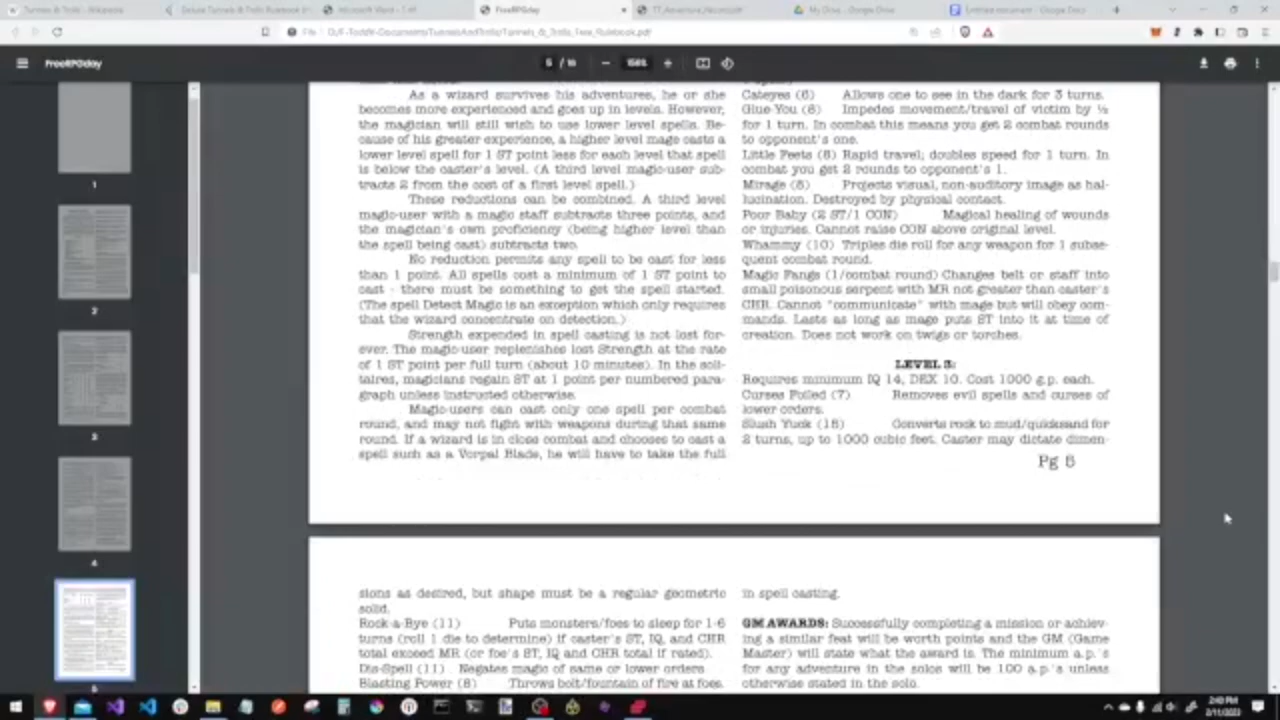 Tunnels & Trolls - Wikipedia
Deluxe Tunnels & Trolls Rulebook
Microsoft Word - T
FreeRPGday
My Drive - Google Drive
Untitled document - Google Docs
File
FreeRPGday
5 / 16
As a wizard survives his adventures, he or she
becomes more experienced and goes up in levels. However,
the magician will still wish to use lower level spells. Be-
cause of his greater experience, a higher level mage casts a
lower level spell for 1 ST point less for each level that spell
is below the caster's level. (A third level magic-user sub-
tracts 2 from the cost of a first level spell.)
These reductions can be combined. A third level
magic-user with a magic staff subtracts three points, and
the magician's own proficiency (being higher level than
the spell being cast) subtracts two.
No reduction permits any spell to be cast for less
than 1 point. All spells cost a minimum of 1 ST point to
cast - there must be something to get the spell started.
(The spell Detect Magic is an exception which only requires
that the wizard concentrate on detection.)
Strength expended in spell casting is not lost for-
ever. The magic-user replenishes lost Strength at the rate
of 1 ST point per full turn (about 10 minutes). In the soli-
taires, magicians regain ST at 1 point per numbered para-
graph unless instructed otherwise.
Magic-users can cast only one spell per combat
round, and may not fight with weapons during that same
round. If a wizard is in close combat and chooses to cast a
spell such as a Vorpal Blade, he will have to take the full
Cateyes (6) Allows one to see in the dark for 3 turns.
Glue-You (8) Impedes movement/travel of victim by ½
for 1 turn. In combat this means you get 2 combat rounds
to opponent's one.
Little Feets (8) Rapid travel; doubles speed for 1 turn. In
combat you get 2 rounds to opponent's 1.
Mirage (8) Projects visual, non-auditory image as hal-
lucination. Destroyed by physical contact.
Poor Baby (2 ST/1 CON) Magical healing of wounds
or injuries. Cannot raise CON above original level.
Whammy (10) Triples die roll for any weapon for 1 subse-
quent combat round.
Magic Fangs (1/combat round) Changes belt or staff into
small poisonous serpent with MR not greater than caster's
CHR. Cannot "communicate" with mage but will obey com-
mands. Lasts as long as mage puts ST into it at time of
creation. Does not work on twigs or torches.
LEVEL 3:
Requires minimum IQ 14, DEX 10. Cost 1000 g.p. each.
Curses Foiled (7) Removes evil spells and curses of
lower orders.
Slush Yuck (15) Converts rock to mud/quicksand for
2 turns, up to 1000 cubic feet. Caster may dictate dimen-
Pg 5
sions as desired, but shape must be a regular geometric
solid.
Rock-a-Bye (11) Puts monsters/foes to sleep for 1-6
turns (roll 1 die to determine) if caster's ST, IQ, and CHR
total exceed MR (or foe's ST, IQ and CHR total if rated).
Dis-Spell (11) Negates magic of same or lower orders
Blasting Power (8) Throws bolt/fountain of fire at foes.
in spell casting.
GM AWARDS: Successfully completing a mission or achiev-
ing a similar feat will be worth points and the GM (Game
Master) will state what the award is. The minimum a.p.'s
for any adventure in the solos will be 100 a.p.'s unless
otherwise stated in the solo.
1
2
3
4
5